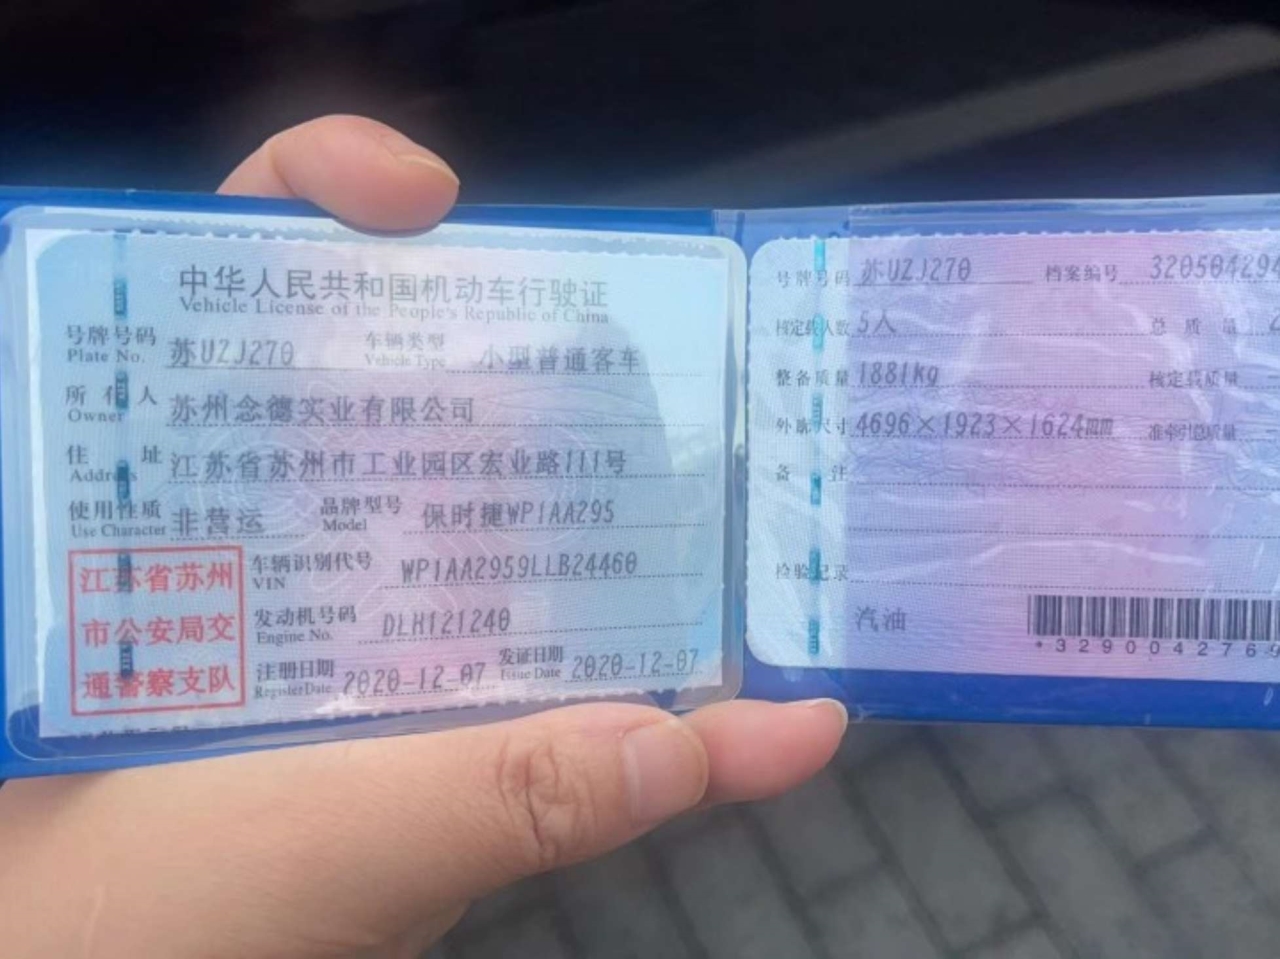 中华人民共和国机动车行驶证
Vehicle License of the People's Republic of China
号牌号码 苏UZJ270 车辆类型 小型普通客车
Plate No. Vehicle Type
所有人 苏州念德实业有限公司
Owner
住址 江苏省苏州市工业园区宏业路111号
Address
使用性质 非营运 品牌型号 保时捷WP1AA295
Use Character Model
江苏省苏州
市公安局交
通警察支队
车辆识别代号 WP1AA2959LLB24460
VIN
发动机号码 DLH121240
Engine No.
注册日期 2020-12-07 发证日期 2020-12-07
Register Date Issue Date
号牌号码 苏UZJ270 档案编号 320504294
核定载人数 5人 总质量
整备质量 1881kg 核定载质量
外廓尺寸 4696×1923×1624mm 准牵引总质量
备注
检验记录
汽油
*3290042769